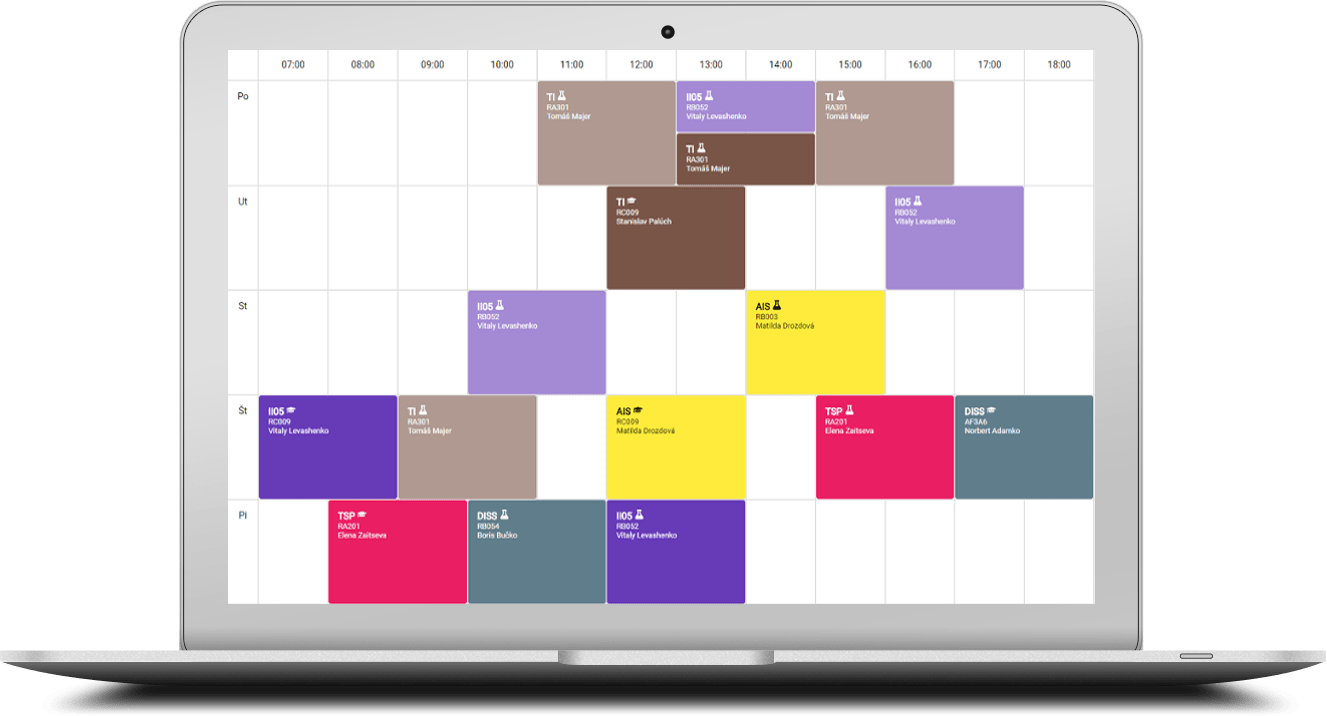 07:00 08:00 09:00 10:00 11:00 12:00 13:00 14:00 15:00 16:00 17:00 18:00
Po
TI
RA301
Tomáš Majer
II05
RB052
Vitaly Levashenko
TI
RA301
Tomáš Majer
TI
RA301
Tomáš Majer
Ut
TI
RC009
Stanislav Palúch
II05
RB052
Vitaly Levashenko
St
II05
RB052
Vitaly Levashenko
AIS
RB003
Matilda Drozdová
Št
II05
RC009
Vitaly Levashenko
TI
RA301
Tomáš Majer
AIS
RC009
Matilda Drozdová
TSP
RA201
Elena Zaitseva
DISS
AF3A6
Norbert Adamko
Pi
TSP
RA201
Elena Zaitseva
DISS
RB054
Boris Bučko
II05
RB052
Vitaly Levashenko